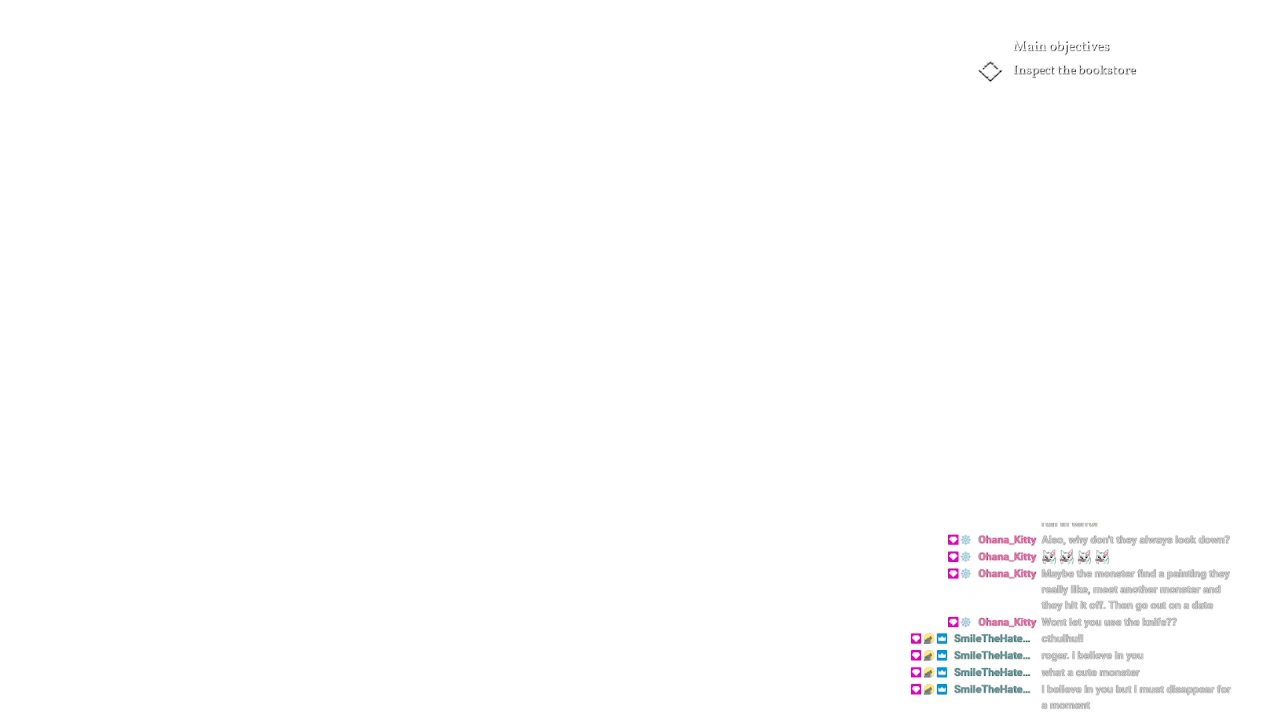 Main objectives
Inspect the bookstore
Ohana_Kitty Also, why don't they always look down?
Ohana_Kitty
Ohana_Kitty Maybe the monster find a painting they
really like, meet another monster and
they hit it off. Then go out on a date
Ohana_Kitty Wont let you use the knife??
SmileTheHate... cthulhu!!
SmileTheHate... roger. i believe in you
SmileTheHate... what a cute monster
SmileTheHate... I believe in you but i must disappear for
a moment